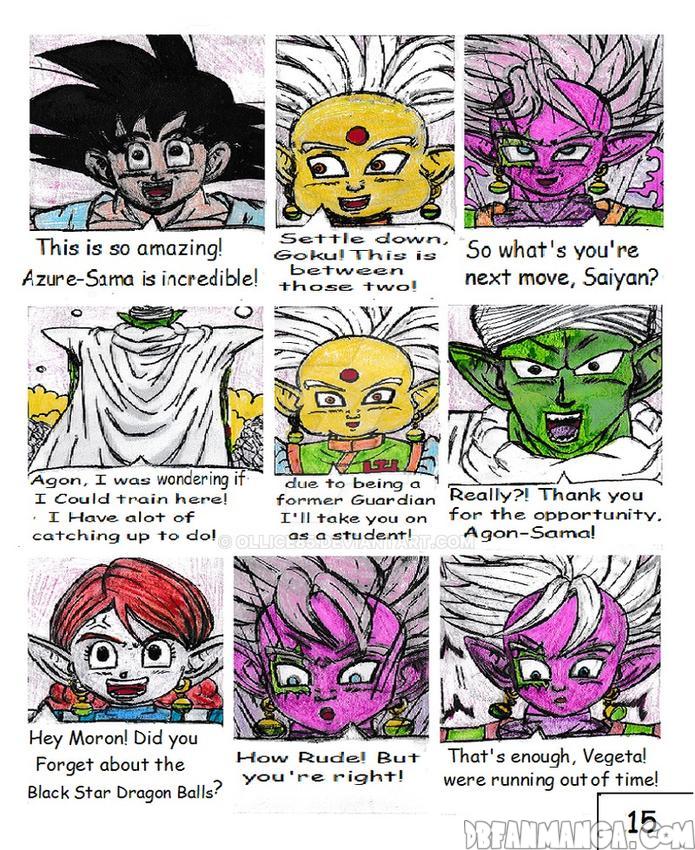 This is so amazing!
Azure-Sama is incredible!
Settle down,
Goku! This is
between
those two!
So what's you're
next move, Saiyan?
Agon, I was wondering if
I Could train here!
I Have alot of
catching up to do!
due to being a
former Guardian
I'll take you on
as a student!
Really?! Thank you
for the opportunity,
Agon-Sama!
© OLLIGE85.DEVIANTART.COM
Hey Moron! Did you
Forget about the
Black Star Dragon Balls?
How Rude! But
you're right!
That's enough, Vegeta!
were running out of time!
15
DBFANMANGA.COM